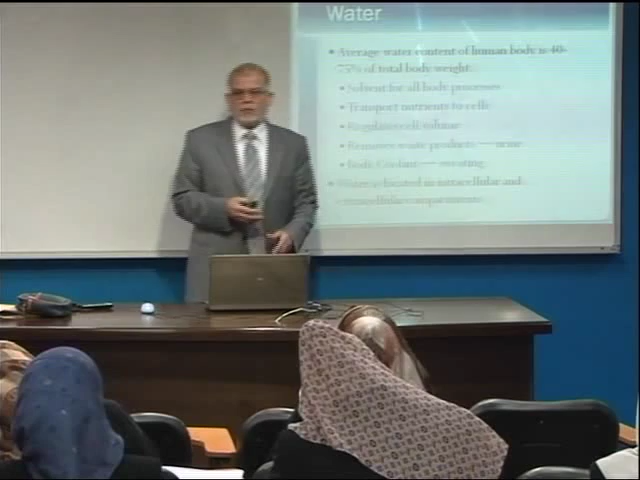 Water
• Average water content of human body is 40-
75% of total body weight
• Solvent for all body processes
• Transport nutrients to cells
• Regulates cell volume
• Removes waste products — urine
• Body Coolant — sweating
• Water is located in intracellular and
extracellular compartments